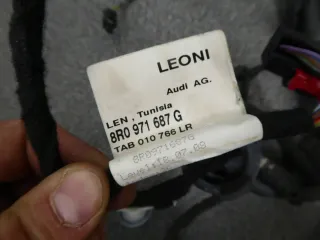 LEONI
Audi AG.
LEN, Tunisia
8R0 971 687 G
TAB 010 766 LR